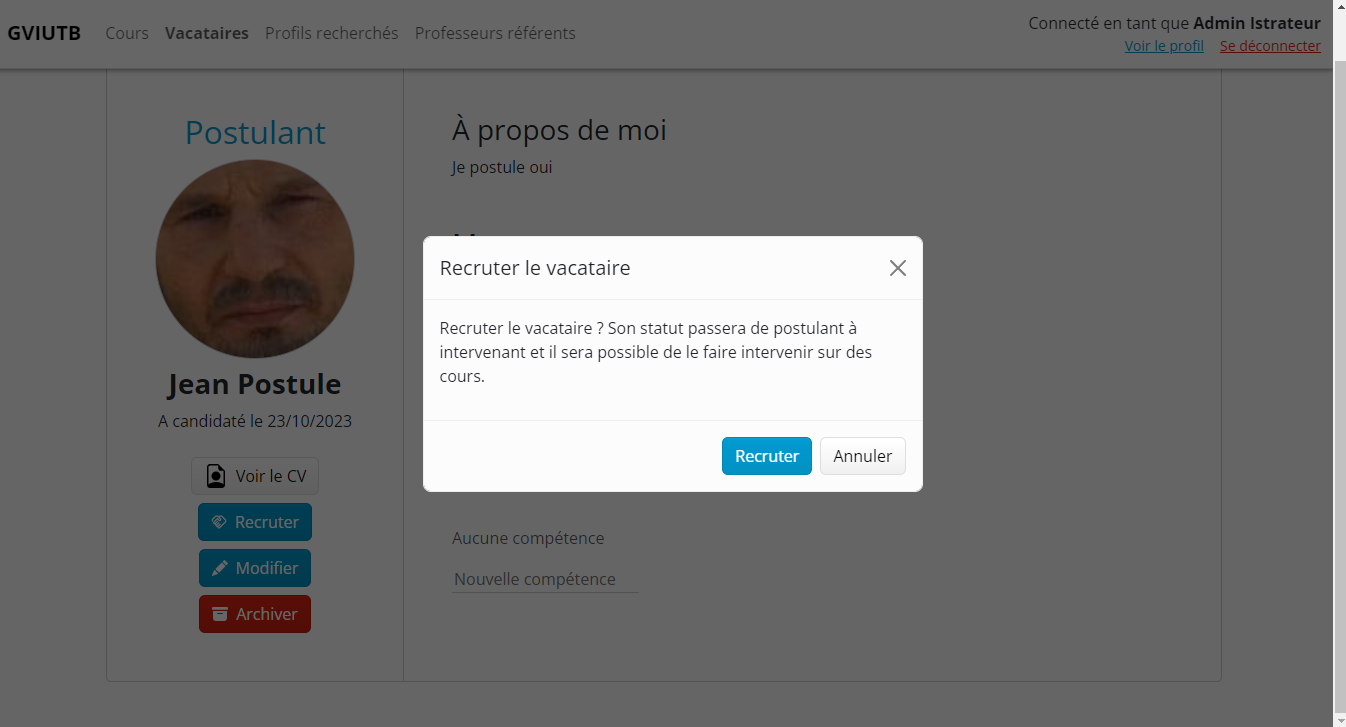 GVIUTB Cours Vacataires Profils recherchés Professeurs référents
Connecté en tant que Admin Istrateur
Voir le profil Se déconnecter
Postulant
Jean Postule
A candidaté le 23/10/2023
Voir le CV
Recruter
Modifier
Archiver
À propos de moi
Je postule oui
Recruter le vacataire
Recruter le vacataire ? Son statut passera de postulant à
intervenant et il sera possible de le faire intervenir sur des
cours.
Recruter Annuler
Aucune compétence
Nouvelle compétence